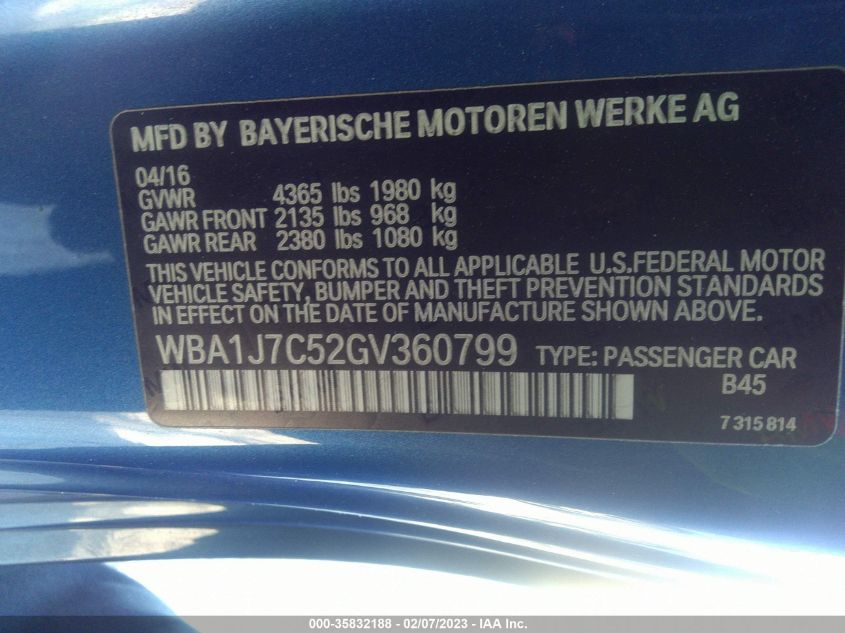 MFD BY BAYERISCHE MOTOREN WERKE AG
04/16
GVWR 4365 lbs 1980 kg
GAWR FRONT 2135 lbs 968 kg
GAWR REAR 2380 lbs 1080 kg
THIS VEHICLE CONFORMS TO ALL APPLICABLE U.S.FEDERAL MOTOR
VEHICLE SAFETY, BUMPER AND THEFT PREVENTION STANDARDS
IN EFFECT ON THE DATE OF MANUFACTURE SHOWN ABOVE.
WBA1J7C52GV360799 TYPE: PASSENGER CAR
B45
7 315 814
000-35832188 - 02/07/2023 - IAA Inc.